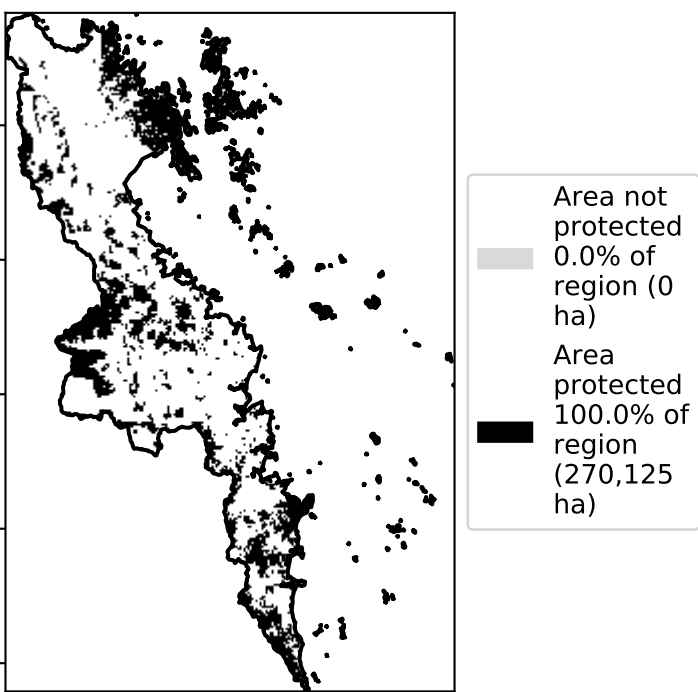 Area not
protected
0.0% of
region (0
ha)
Area
protected
100.0% of
region
(270,125
ha)